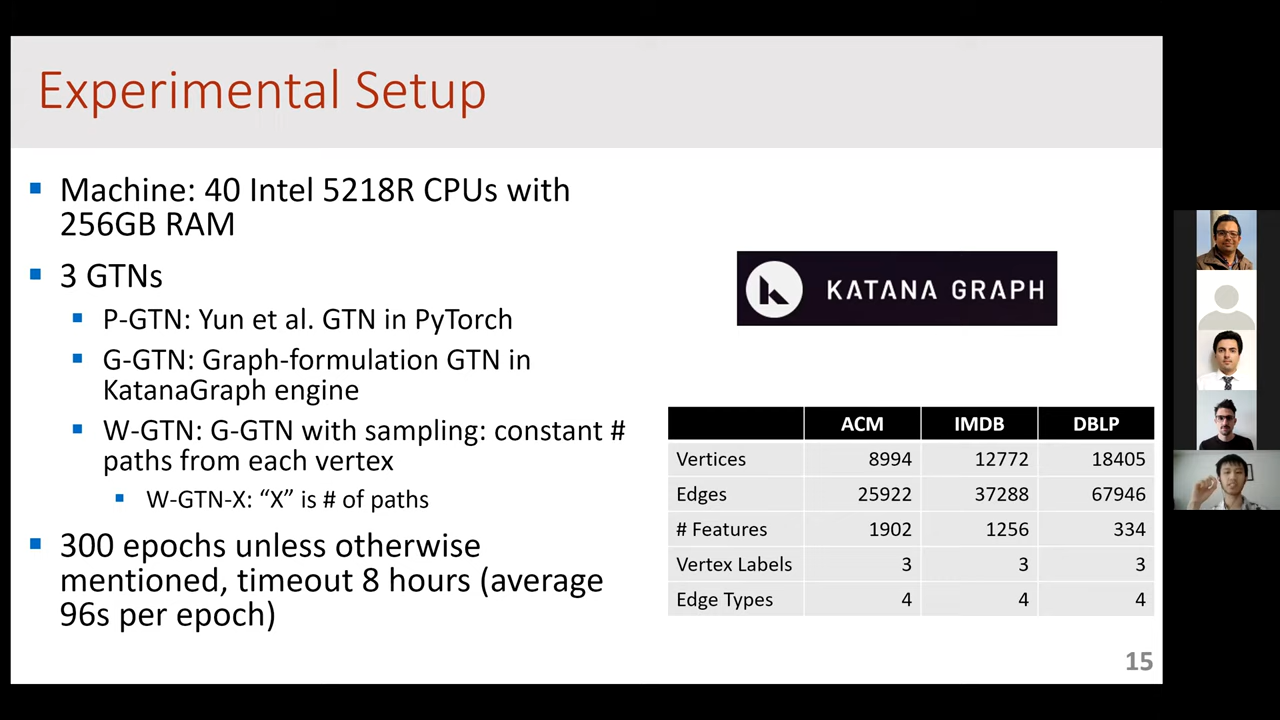 Experimental Setup
Machine: 40 Intel 5218R CPUs with
256GB RAM
3 GTNs
P-GTN: Yun et al. GTN in PyTorch
G-GTN: Graph-formulation GTN in
KatanaGraph engine
W-GTN: G-GTN with sampling: constant #
paths from each vertex
W-GTN-X: “X” is # of paths
300 epochs unless otherwise
mentioned, timeout 8 hours (average
96s per epoch)
KATANA GRAPH
ACM IMDB DBLP
Vertices 8994 12772 18405
Edges 25922 37288 67946
# Features 1902 1256 334
Vertex Labels 3 3 3
Edge Types 4 4 4
15